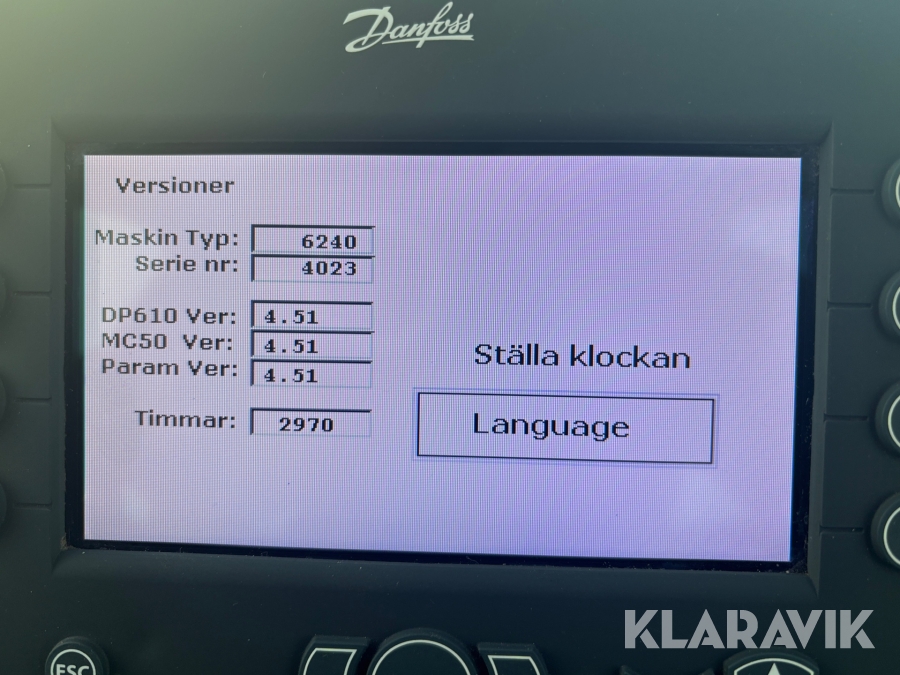 Danfoss
Versioner
Maskin Typ: 6240
Serie nr: 4023
DP610 Ver: 4.51
MC50 Ver: 4.51
Param Ver: 4.51
Timmar: 2970
Ställa klockan
Language
KLARAVIK
ESC